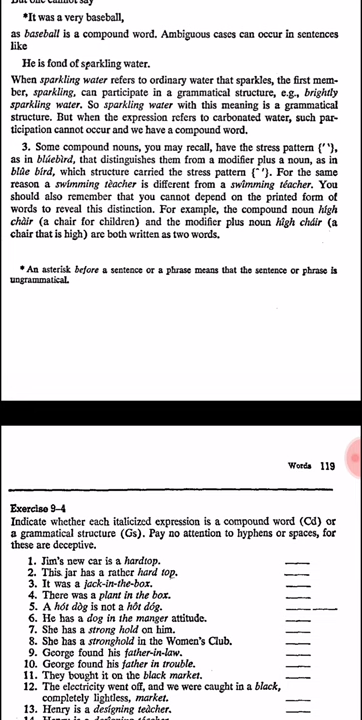 But one cannot say
*It was a very baseball,
as baseball is a compound word. Ambiguous cases can occur in sentences
like
He is fond of sparkling water.
When sparkling water refers to ordinary water that sparkles, the first mem-
ber, sparkling, can participate in a grammatical structure, e.g., brightly
sparkling water. So sparkling water with this meaning is a grammatical
structure. But when the expression refers to carbonated water, such par-
ticipation cannot occur and we have a compound word.
3. Some compound nouns, you may recall, have the stress pattern {´ `},
as in blúebìrd, that distinguishes them from a modifier plus a noun, as in
blûe bírd, which structure carried the stress pattern {ˆ ´}. For the same
reason a swímming tèacher is different from a swîmming téacher. You
should also remember that you cannot depend on the printed form of
words to reveal this distinction. For example, the compound noun hígh
chàir (a chair for children) and the modifier plus noun hîgh cháir (a
chair that is high) are both written as two words.
* An asterisk before a sentence or a phrase means that the sentence or phrase is
ungrammatical.
Words 119
Exercise 9-4
Indicate whether each italicized expression is a compound word (Cd) or
a grammatical structure (Gs). Pay no attention to hyphens or spaces, for
these are deceptive.
1. Jim's new car is a hardtop.
2. This jar has a rather hard top.
3. It was a jack-in-the-box.
4. There was a plant in the box.
5. A hót dòg is not a hôt dóg.
6. He has a dog in the manger attitude.
7. She has a strong hold on him.
8. She has a stronghold in the Women's Club.
9. George found his father-in-law.
10. George found his father in trouble.
11. They bought it on the black market.
12. The electricity went off, and we were caught in a black,
completely lightless, market.
13. Henry is a desígning tèacher.
14. Henry is a desîgning téacher.